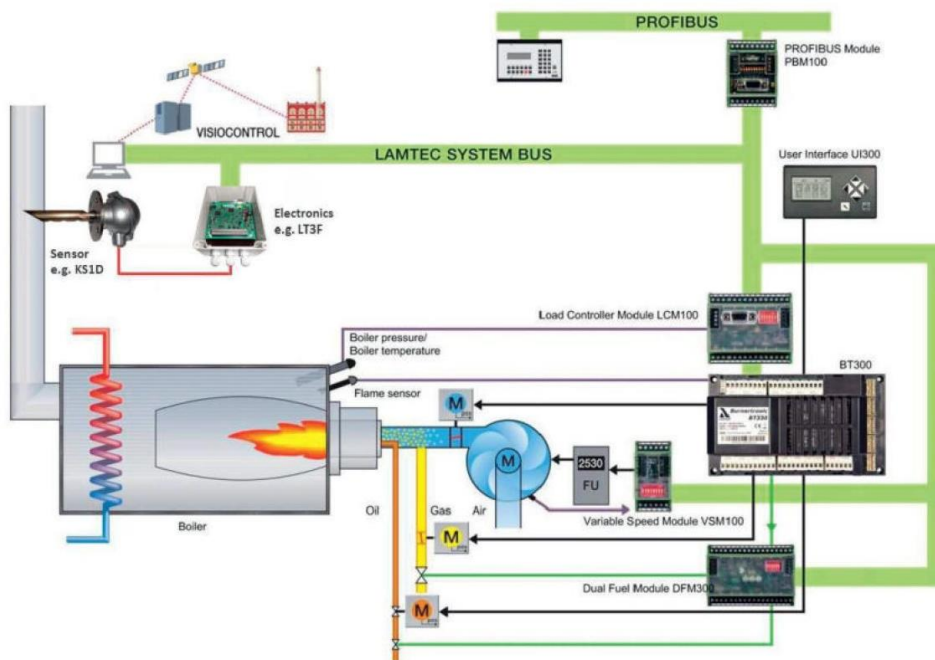 PROFIBUS
PROFIBUS Module
PBM100
VISIOCONTROL
LAMTEC SYSTEM BUS
User Interface UI300
Electronics
e.g. LT3F
Sensor
e.g. KS1D
Load Controller Module LCM100
Boiler pressure/
Boiler temperature
BT300
Flame sensor
M
M
2530
FU
Oil
Gas
Air
Variable Speed Module VSM100
Boiler
M
Dual Fuel Module DFM300
M